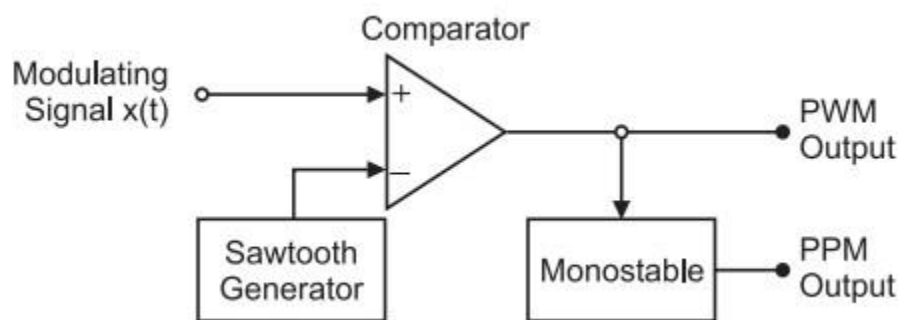 Comparator
Modulating
Signal x(t)
+
−
PWM
Output
Sawtooth
Generator
Monostable
PPM
Output